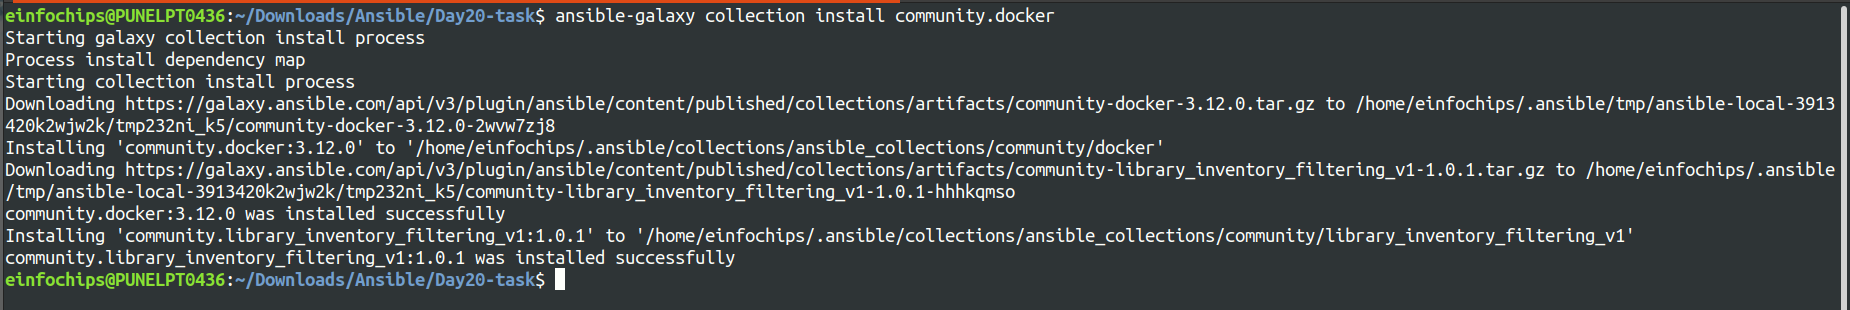 einfochips@PUNELPT0436:~/Downloads/Ansible/Day20-task$ ansible-galaxy collection install community.docker
Starting galaxy collection install process
Process install dependency map
Starting collection install process
Downloading https://galaxy.ansible.com/api/v3/plugin/ansible/content/published/collections/artifacts/community-docker-3.12.0.tar.gz to /home/einfochips/.ansible/tmp/ansible-local-3913
420k2wjw2k/tmp232ni_k5/community-docker-3.12.0-2wvw7zj8
Installing 'community.docker:3.12.0' to '/home/einfochips/.ansible/collections/ansible_collections/community/docker'
Downloading https://galaxy.ansible.com/api/v3/plugin/ansible/content/published/collections/artifacts/community-library_inventory_filtering_v1-1.0.1.tar.gz to /home/einfochips/.ansible
/tmp/ansible-local-3913420k2wjw2k/tmp232ni_k5/community-library_inventory_filtering_v1-1.0.1-hhhkqmso
community.docker:3.12.0 was installed successfully
Installing 'community.library_inventory_filtering_v1:1.0.1' to '/home/einfochips/.ansible/collections/ansible_collections/community/library_inventory_filtering_v1'
community.library_inventory_filtering_v1:1.0.1 was installed successfully
einfochips@PUNELPT0436:~/Downloads/Ansible/Day20-task$